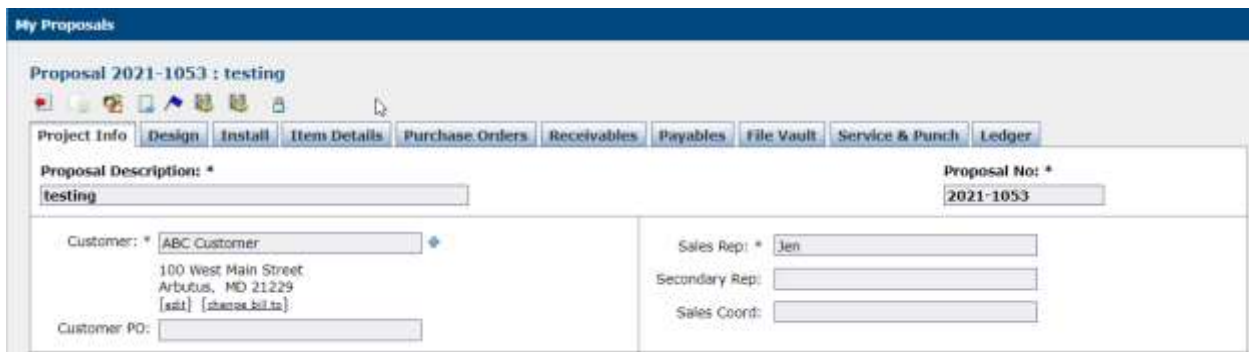 My Proposals
Proposal 2021-1053 : testing
Project Info Design Install Item Details Purchase Orders Receivables Payables File Vault Service & Punch Ledger
Proposal Description: * Proposal No: *
testing 2021-1053
Customer: * ABC Customer Sales Rep: * Jen
100 West Main Street
Secondary Rep:
Arbutus, MD 21229
[edit] [change bill to]
Sales Coord:
Customer PO: